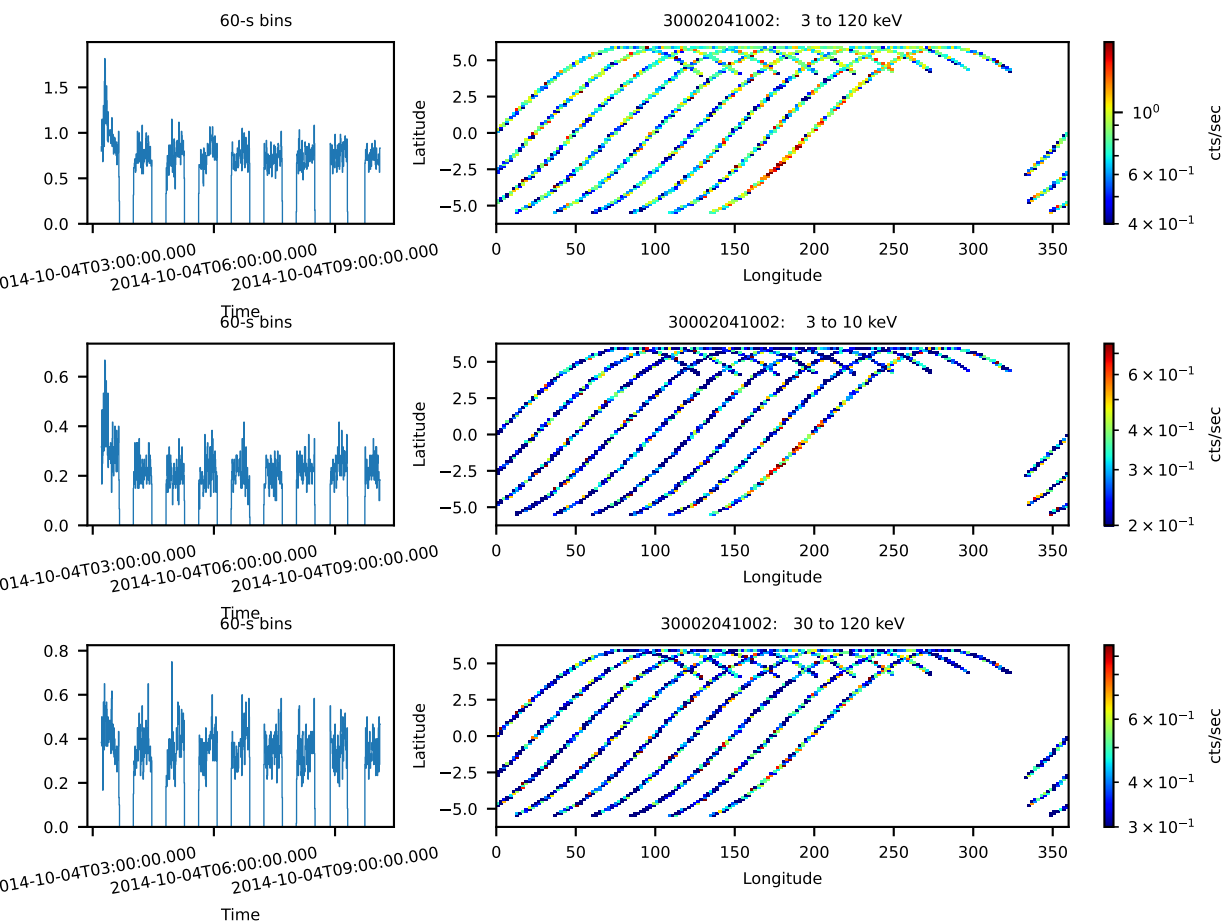 60-s bins
30002041002: 3 to 120 keV
1.5
1.0
0.5
0.0
014-10-04T03:00:00.000
2014-10-04T06:00:00.000
2014-10-04T09:00:00.000
Time
Latitude
5.0
2.5
0.0
−2.5
−5.0
0 50 100 150 200 250 300 350
Longitude
10⁰
6 × 10⁻¹
4 × 10⁻¹
cts/sec
60-s bins
30002041002: 3 to 10 keV
0.6
0.4
0.2
0.0
014-10-04T03:00:00.000
2014-10-04T06:00:00.000
2014-10-04T09:00:00.000
Time
Latitude
5.0
2.5
0.0
−2.5
−5.0
0 50 100 150 200 250 300 350
Longitude
6 × 10⁻¹
4 × 10⁻¹
3 × 10⁻¹
2 × 10⁻¹
cts/sec
60-s bins
30002041002: 30 to 120 keV
0.8
0.6
0.4
0.2
0.0
014-10-04T03:00:00.000
2014-10-04T06:00:00.000
2014-10-04T09:00:00.000
Time
Latitude
5.0
2.5
0.0
−2.5
−5.0
0 50 100 150 200 250 300 350
Longitude
6 × 10⁻¹
4 × 10⁻¹
3 × 10⁻¹
cts/sec